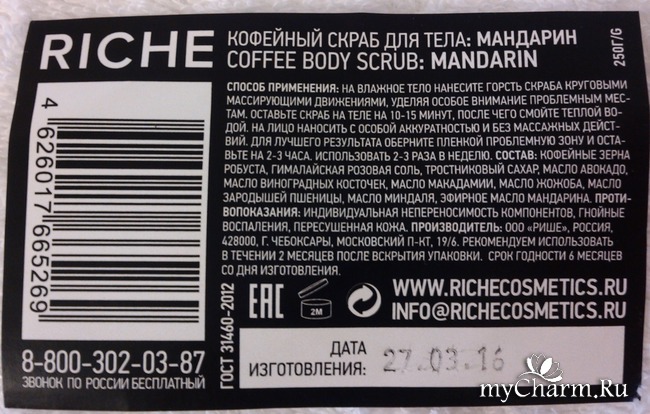 RICHE
КОФЕЙНЫЙ СКРАБ ДЛЯ ТЕЛА: МАНДАРИН
COFFEE BODY SCRUB: MANDARIN
250Г/G
СПОСОБ ПРИМЕНЕНИЯ: НА ВЛАЖНОЕ ТЕЛО НАНЕСИТЕ ГОРСТЬ СКРАБА КРУГОВЫМИ
МАССИРУЮЩИМИ ДВИЖЕНИЯМИ, УДЕЛЯЯ ОСОБОЕ ВНИМАНИЕ ПРОБЛЕМНЫМ МЕС-
ТАМ. ОСТАВЬТЕ СКРАБ НА ТЕЛЕ НА 10-15 МИНУТ, ПОСЛЕ ЧЕГО СМОЙТЕ ТЕПЛОЙ ВО-
ДОЙ. НА ЛИЦО НАНОСИТЬ С ОСОБОЙ АККУРАТНОСТЬЮ И БЕЗ МАССАЖНЫХ ДЕЙСТ-
ВИЙ. ДЛЯ ЛУЧШЕГО РЕЗУЛЬТАТА ОБЕРНИТЕ ПЛЕНКОЙ ПРОБЛЕМНУЮ ЗОНУ И ОСТА-
ВЬТЕ НА 2-3 ЧАСА. ИСПОЛЬЗОВАТЬ 2-3 РАЗА В НЕДЕЛЮ. СОСТАВ: КОФЕЙНЫЕ ЗЕРНА
РОБУСТА, ГИМАЛАЙСКАЯ РОЗОВАЯ СОЛЬ, ТРОСТНИКОВЫЙ САХАР, МАСЛО АВОКАДО,
МАСЛО ВИНОГРАДНЫХ КОСТОЧЕК, МАСЛО МАКАДАМИИ, МАСЛО ЖОЖОБА, МАСЛО
ЗАРОДЫШЕЙ ПШЕНИЦЫ, МАСЛО МИНДАЛЯ, ЭФИРНОЕ МАСЛО МАНДАРИНА. ПРОТИ-
ВОПОКАЗАНИЯ: ИНДИВИДУАЛЬНАЯ НЕПЕРЕНОСИМОСТЬ КОМПОНЕНТОВ, ГНОЙНЫЕ
ВОСПАЛЕНИЯ, ПЕРЕСУШЕННАЯ КОЖА. ПРОИЗВОДИТЕЛЬ: ООО «РИШЕ», РОССИЯ,
428000, Г. ЧЕБОКСАРЫ, МОСКОВСКИЙ П-КТ, 19/6. РЕКОМЕНДУЕМ ИСПОЛЬЗОВАТЬ
В ТЕЧЕНИИ 2 МЕСЯЦЕВ ПОСЛЕ ВСКРЫТИЯ УПАКОВКИ. СРОК ГОДНОСТИ 6 МЕСЯЦЕВ
СО ДНЯ ИЗГОТОВЛЕНИЯ.
4 626017 665269
ГОСТ 31460-2012
EAC
2M
WWW.RICHECOSMETICS.RU
INFO@RICHECOSMETICS.RU
8-800-302-03-87
ЗВОНОК ПО РОССИИ БЕСПЛАТНЫЙ
ДАТА
ИЗГОТОВЛЕНИЯ:
27.03.16
myCharm.Ru